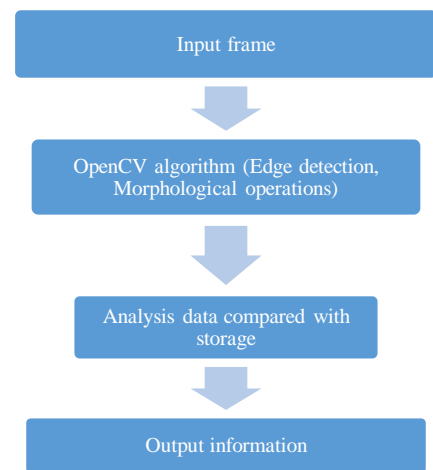 Input frame
OpenCV algorithm (Edge detection,
Morphological operations)
Analysis data compared with
storage
Output information